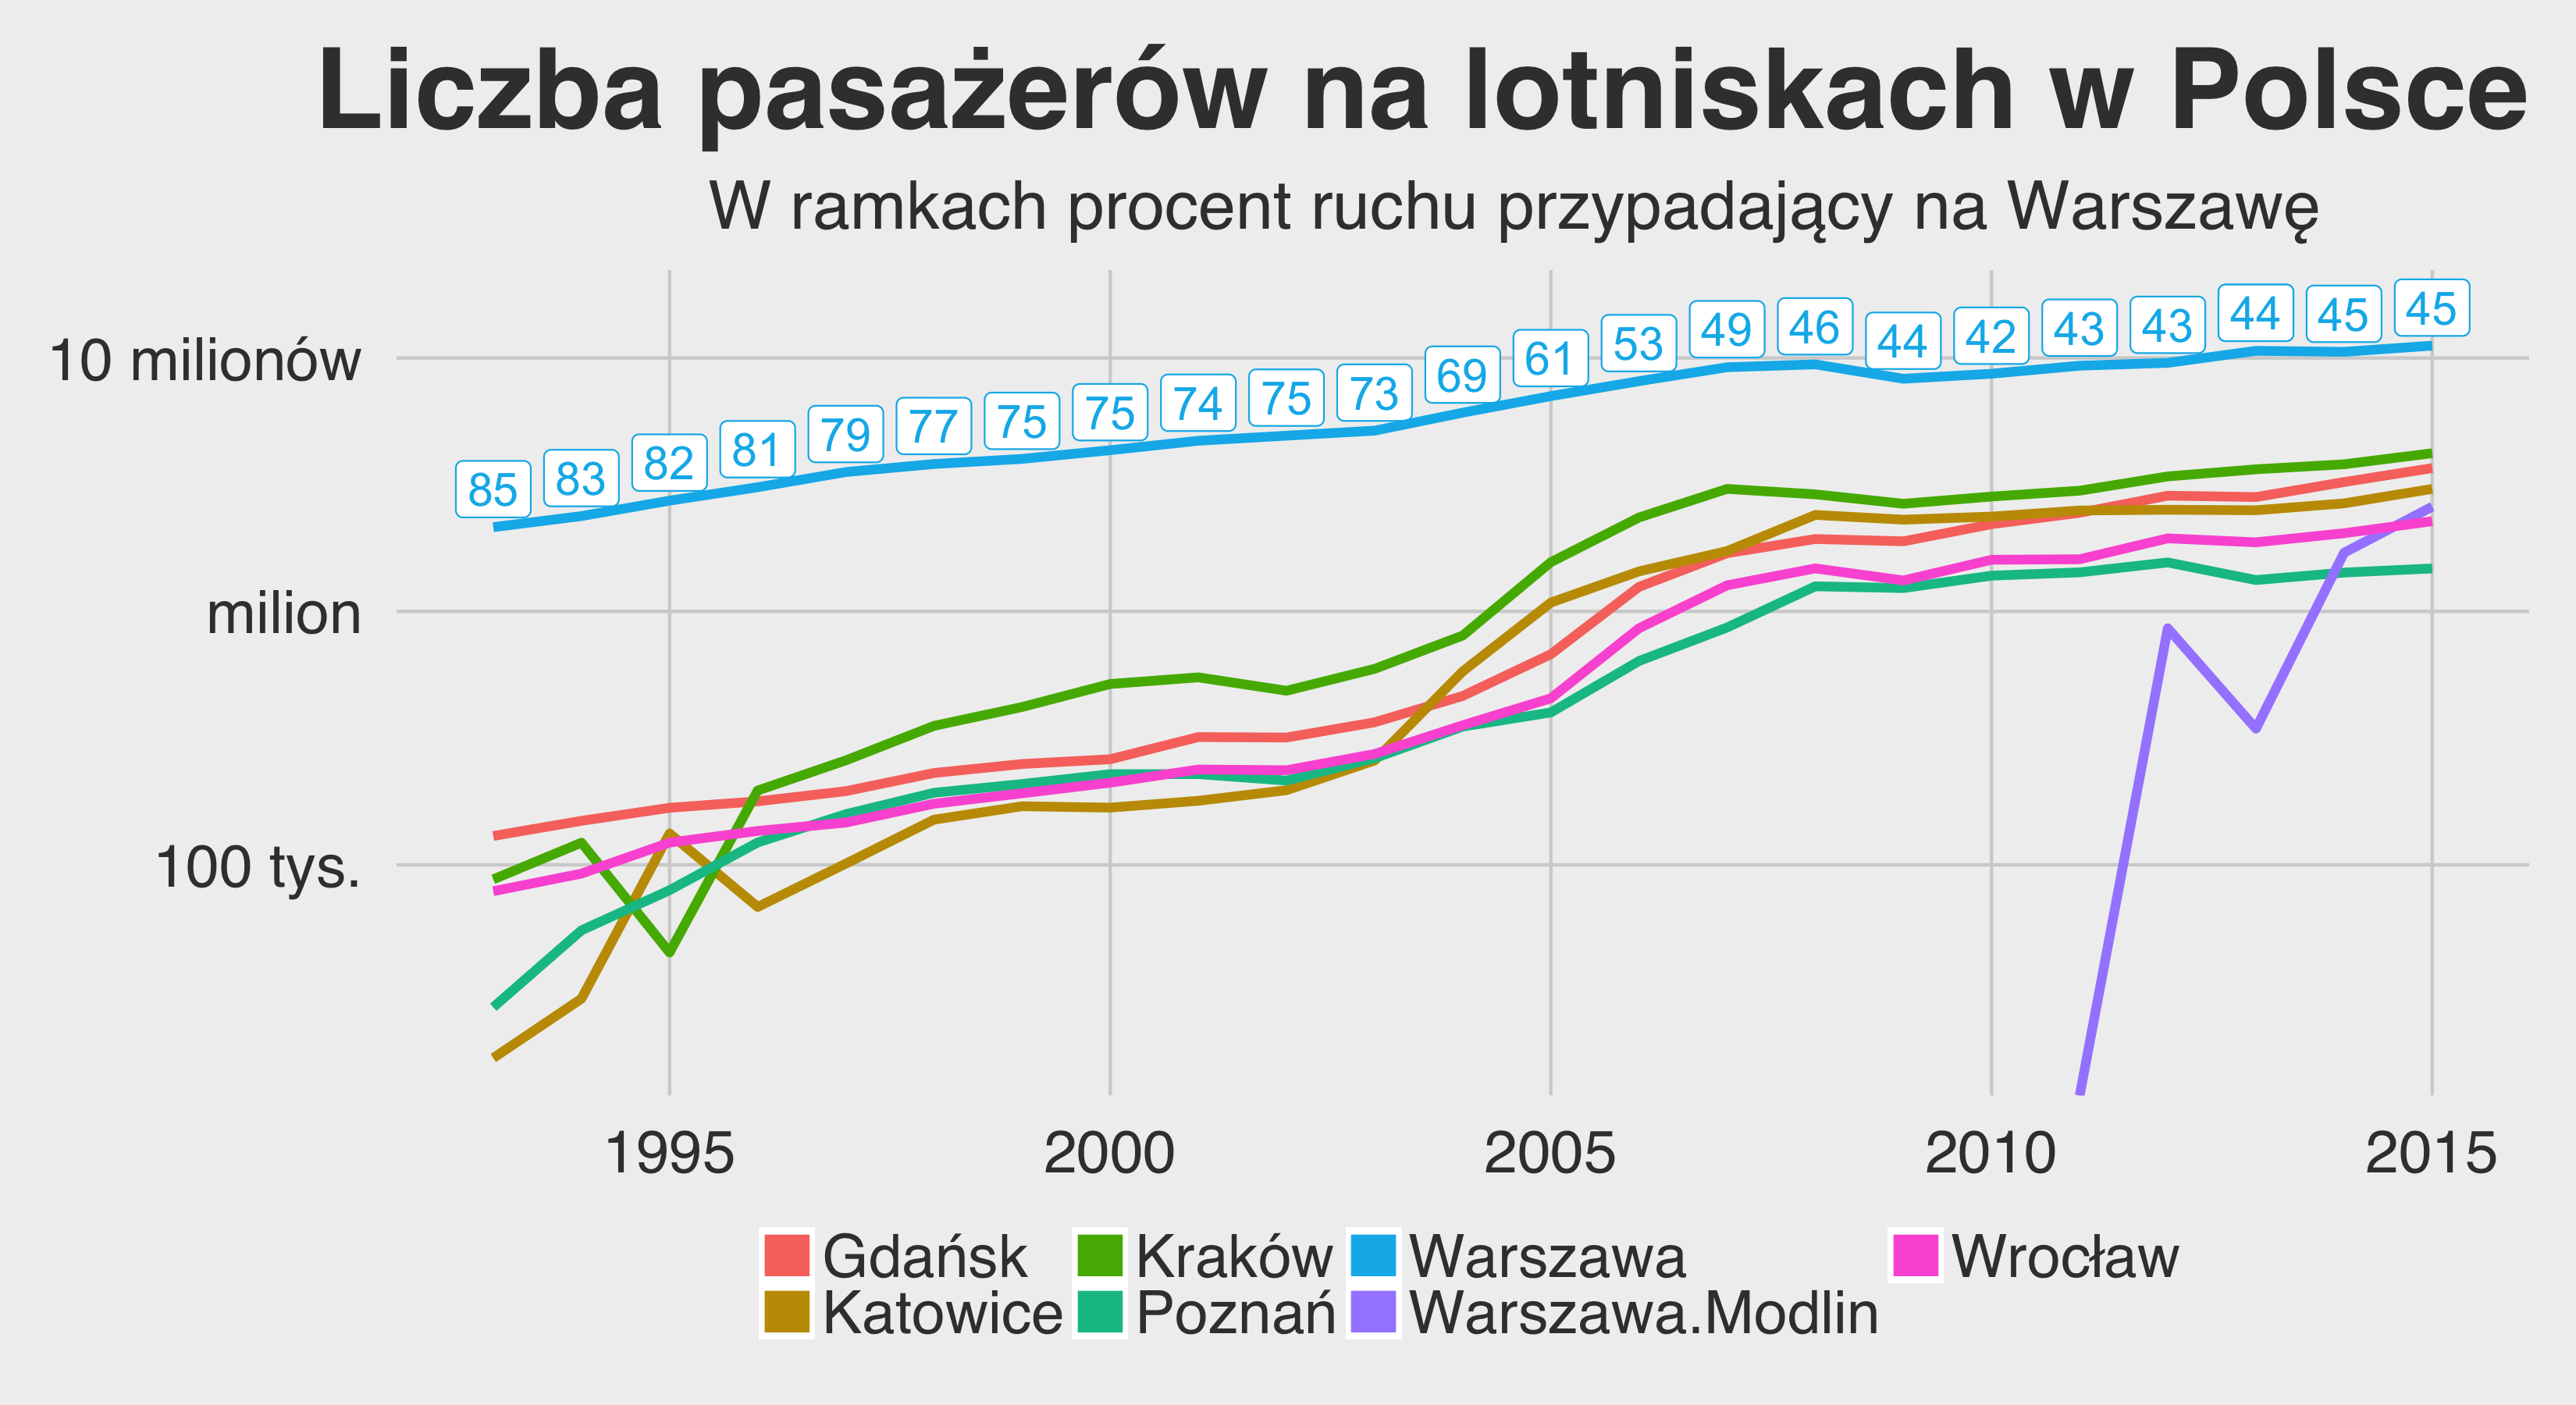 Liczba pasażerów na lotniskach w Polsce
W ramkach procent ruchu przypadający na Warszawę
10 milionów
milion
100 tys.
85 83 82 81 79 77 75 75 74 75 73 69 61 53 49 46 44 42 43 43 44 45 45
1995 2000 2005 2010 2015
Gdańsk Kraków Warszawa Wrocław
Katowice Poznań Warszawa.Modlin